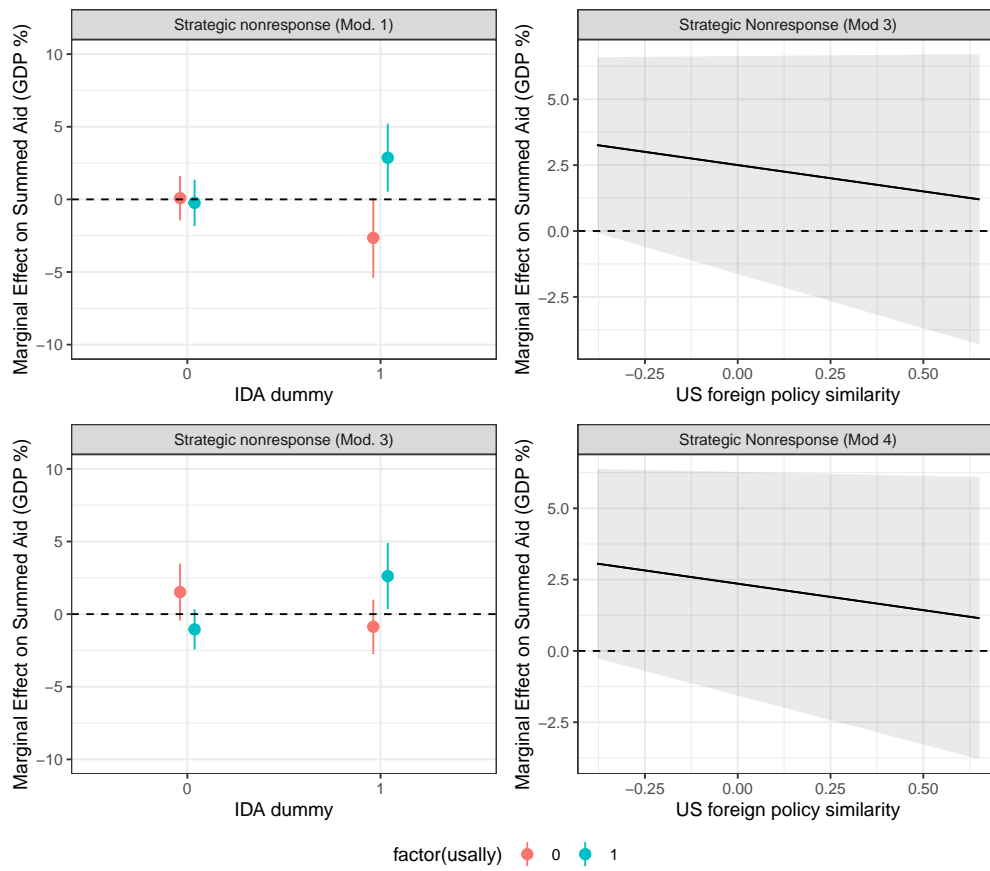 Strategic nonresponse (Mod. 1)
Marginal Effect on Summed Aid (GDP %)
10
5
0
−5
−10
0
1
IDA dummy
Strategic Nonresponse (Mod 3)
Marginal Effect on Summed Aid (GDP %)
5.0
2.5
0.0
−2.5
−0.25
0.00
0.25
0.50
US foreign policy similarity
Strategic nonresponse (Mod. 3)
Marginal Effect on Summed Aid (GDP %)
10
5
0
−5
−10
0
1
IDA dummy
Strategic Nonresponse (Mod 4)
Marginal Effect on Summed Aid (GDP %)
5.0
2.5
0.0
−2.5
−0.25
0.00
0.25
0.50
US foreign policy similarity
factor(usally) 0 1